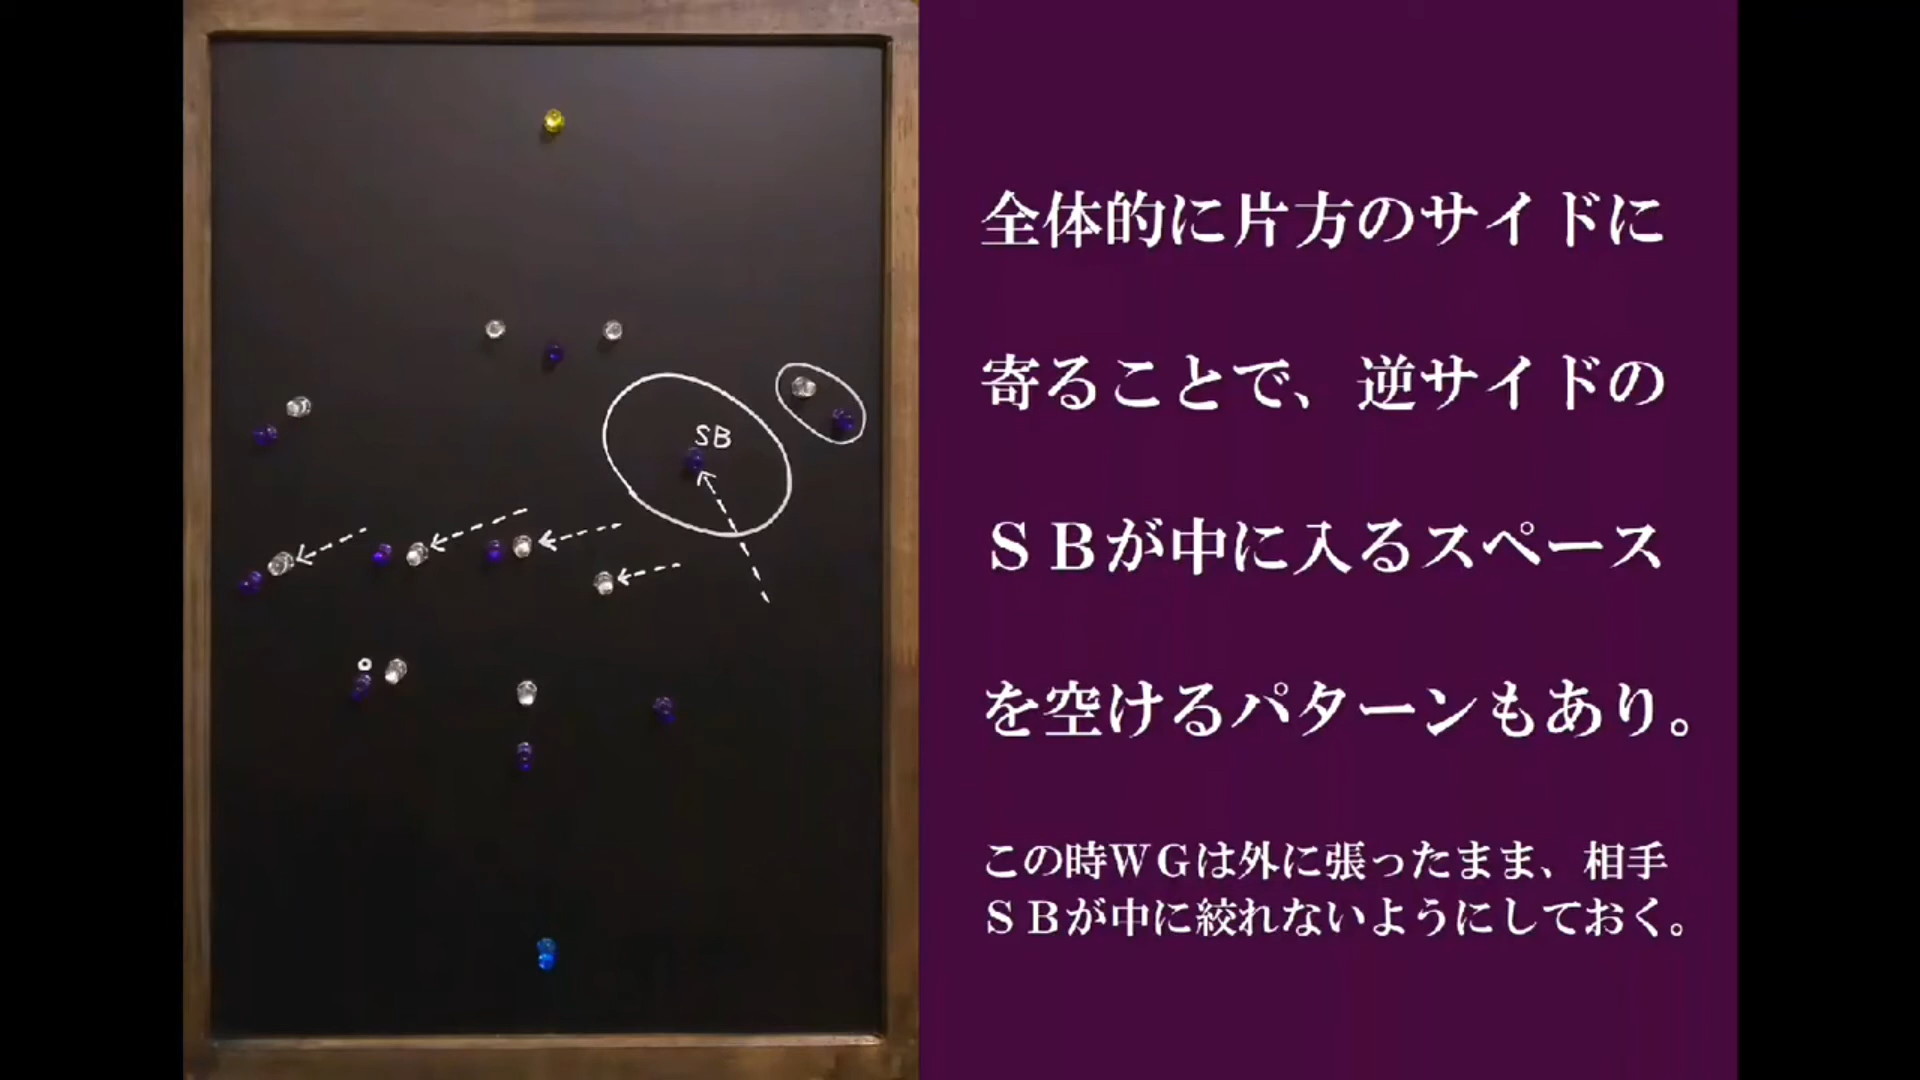 SB
全体的に片方のサイドに
寄ることで、逆サイドの
ＳＢが中に入るスペース
を空けるパターンもあり。
この時ＷＧは外に張ったまま、相手
ＳＢが中に絞れないようにしておく。